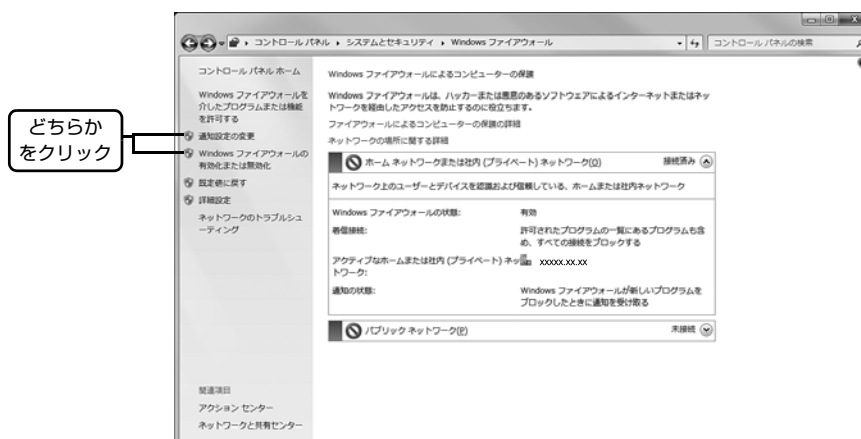 コントロール パネル ▸ システムとセキュリティ ▸ Windows ファイアウォール
コントロール パネルの検索
どちらか
をクリック
コントロール パネル ホーム
Windows ファイアウォールを
介したプログラムまたは機能
を許可する
通知設定の変更
Windows ファイアウォールの
有効化または無効化
既定値に戻す
詳細設定
ネットワークのトラブルシュ
ーティング
関連項目
アクション センター
ネットワークと共有センター
Windows ファイアウォールによるコンピューターの保護
Windows ファイアウォールは、ハッカーまたは悪意のあるソフトウェアによるインターネットまたはネッ
トワークを経由したアクセスを防止するのに役立ちます。
ファイアウォールによるコンピューターの保護の詳細
ネットワークの場所に関する詳細
ホーム ネットワークまたは社内 (プライベート) ネットワーク(O) 接続済み
ネットワーク上のユーザーとデバイスを認識および信頼している、ホームまたは社内ネットワーク
Windows ファイアウォールの状態: 有効
着信接続: 許可されたプログラムの一覧にあるプログラムも含
め、すべての接続をブロックする
アクティブなホームまたは社内 (プライベート) ネッ xxxxx.xx.xx
トワーク:
通知の状態: Windows ファイアウォールが新しいプログラムを
ブロックしたときに通知を受け取る
パブリック ネットワーク(P) 未接続